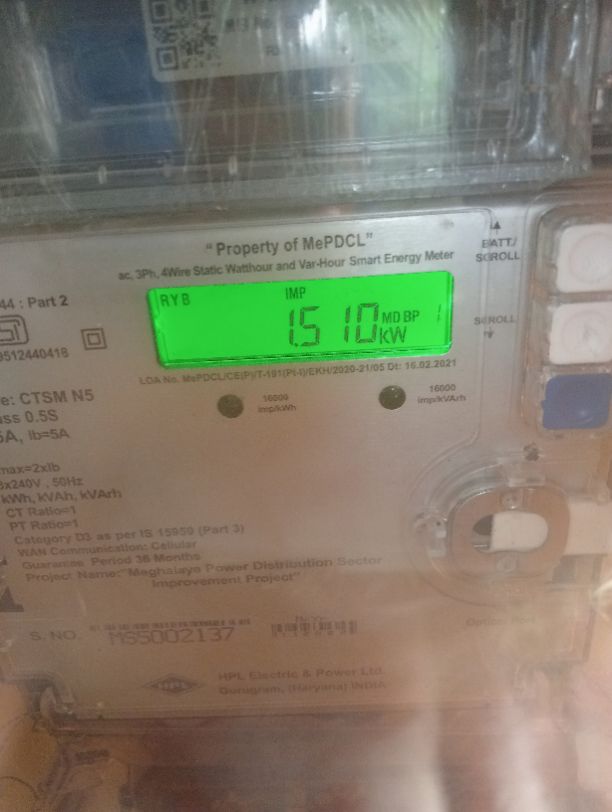 "Property of MePDCL"
ac, 3Ph, 4Wire Static Watthour and Var-Hour Smart Energy Meter
BATT./
SCROLL
44 : Part 2
RYB IMP
1.510 MD BP
kW
SCROLL
9512440418
LOA No. MePDCL/CE(P)/T-191(Pt-I)/EKH/2020-21/05 Dt: 16.02.2021
e: CTSM N5
ass 0.5S
5A, Ib=5A
16000
imp/kWh
16000
imp/kVArh
max=2xIb
3x240V, 50Hz
kWh, kVAh, kVArh
CT Ratio=1
PT Ratio=1
Category D3 as per IS 15959 (Part 3)
WAN Communication: Cellular
Guarantee Period 36 Months
Project Name:"Meghalaya Power Distribution Sector
Improvement Project"
S. NO. MS5002137
HPL
HPL Electric & Power Ltd.
Gurugram, (Haryana) INDIA